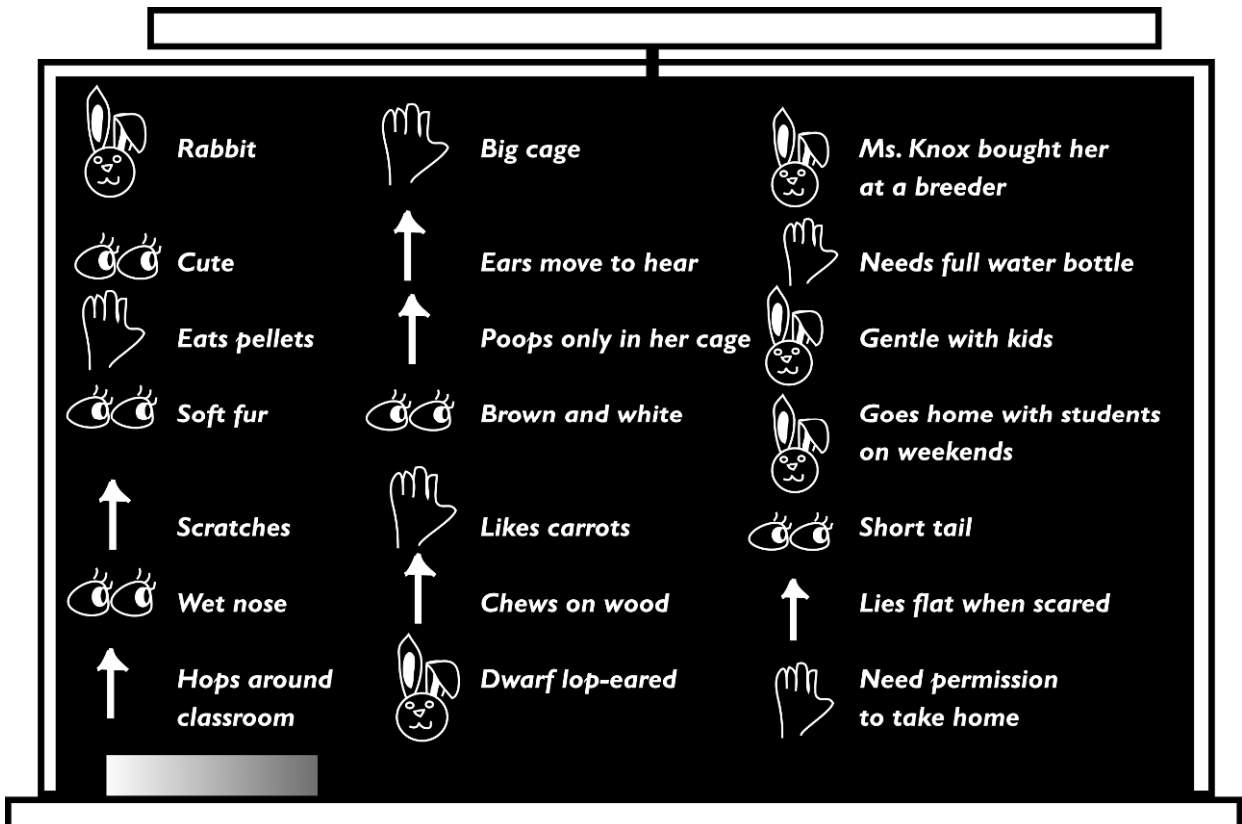 Rabbit
Cute
Eats pellets
Soft fur
Scratches
Wet nose
Hops around
classroom
Big cage
Ears move to hear
Poops only in her cage
Brown and white
Likes carrots
Chews on wood
Dwarf lop-eared
Ms. Knox bought her
at a breeder
Needs full water bottle
Gentle with kids
Goes home with students
on weekends
Short tail
Lies flat when scared
Need permission
to take home